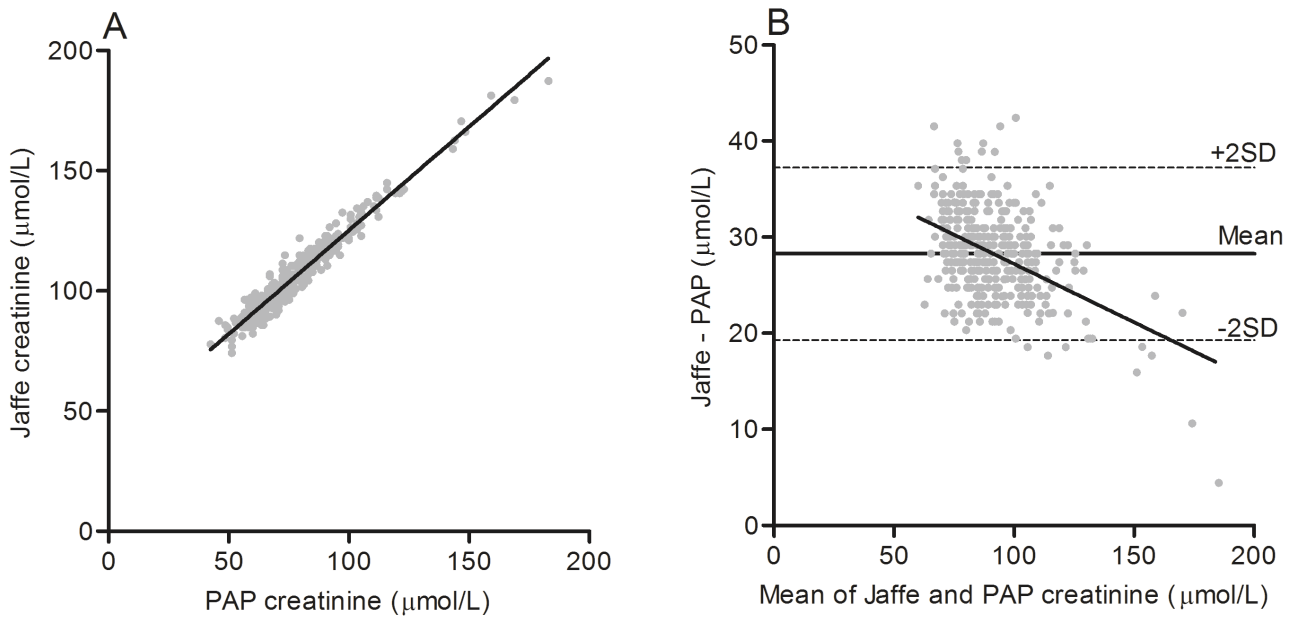 A
200
150
100
50
0
0 50 100 150 200
Jaffe creatinine (μmol/L)
PAP creatinine (μmol/L)
B
50
40
30
20
10
0
0 50 100 150 200
Jaffe - PAP (μmol/L)
+2SD
Mean
-2SD
Mean of Jaffe and PAP creatinine (μmol/L)